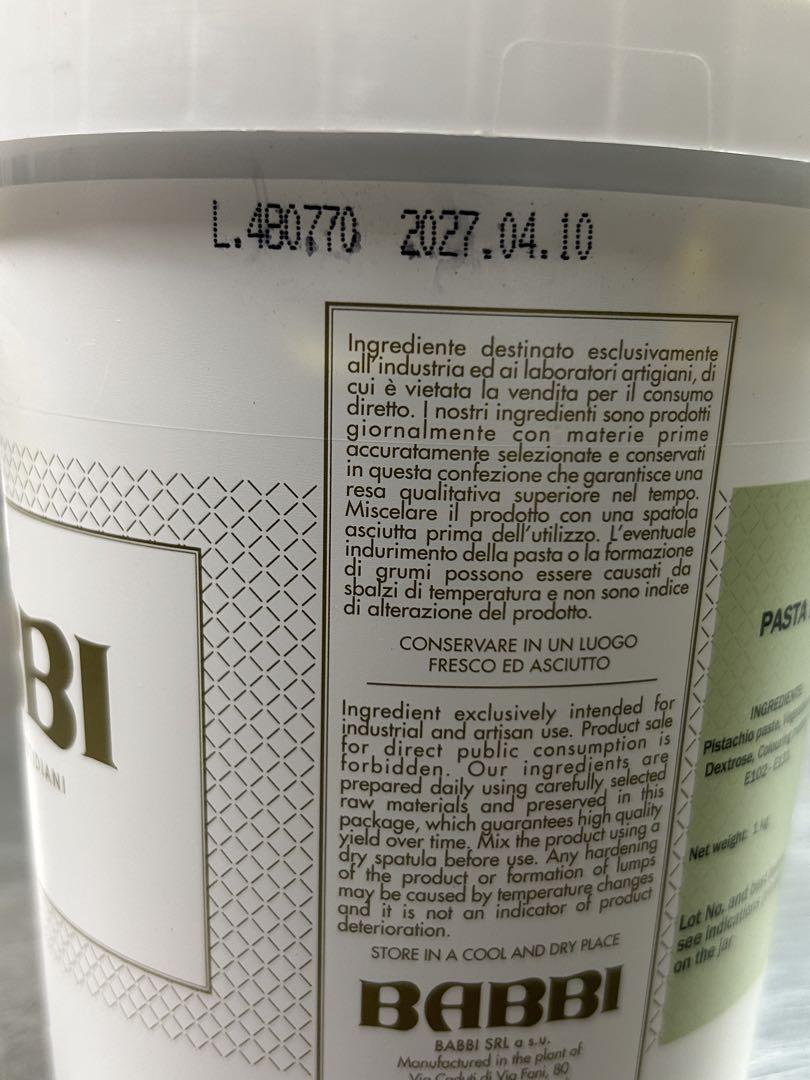 L.480770 2027.04.10
Ingrediente destinato esclusivamente
all'industria ed ai laboratori artigiani, di
cui è vietata la vendita per il consumo
diretto. I nostri ingredienti sono prodotti
giornalmente con materie prime
accuratamente selezionate e conservati
in questa confezione che garantisce una
resa qualitativa superiore nel tempo.
Miscelare il prodotto con una spatola
asciutta prima dell'utilizzo. L'eventuale
indurimento della pasta o la formazione
di grumi possono essere causati da
sbalzi di temperatura e non sono indice
di alterazione del prodotto.
CONSERVARE IN UN LUOGO
FRESCO ED ASCIUTTO
Ingredient exclusively intended for
industrial and artisan use. Product sale
for direct public consumption is
forbidden. Our ingredients are
prepared daily using carefully selected
raw materials and preserved in this
package, which guarantees high quality
yield over time. Mix the product using a
dry spatula before use. Any hardening
of the product or formation of lumps
may be caused by temperature changes
and it is not an indicator of product
deterioration.
STORE IN A COOL AND DRY PLACE
BABBI
BABBI SRL a s.u.
Manufactured in the plant of
Via Caduti di Via Fani, 80
BBI
DIANI
PASTA
Pistachio paste,
Dextrose,
E102 -
Net weight: 1 kg
Lot No. and
see
on the jar